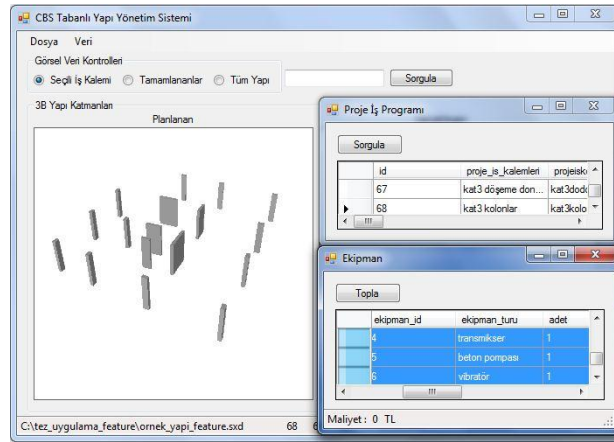 CBS Tabanlı Yapı Yönetim Sistemi
Dosya Veri
Görsel Veri Kontrolleri
Seçili İş Kalemi Tamamlananlar Tüm Yapı Sorgula
3B Yapı Katmanları
Planlanan
Proje İş Programı
Sorgula
id proje_is_kalemleri projeisk
67 kat3 döşeme don... kat3dodo
68 kat3 kolonlar kat3kolo
Ekipman
Topla
ekipman_id ekipman_turu adet
4 transmikser 1
5 beton pompası 1
6 vibratör 1
Maliyet : 0 TL
C:\tez_uygulama_feature\ornek_yapi_feature.sxd 68